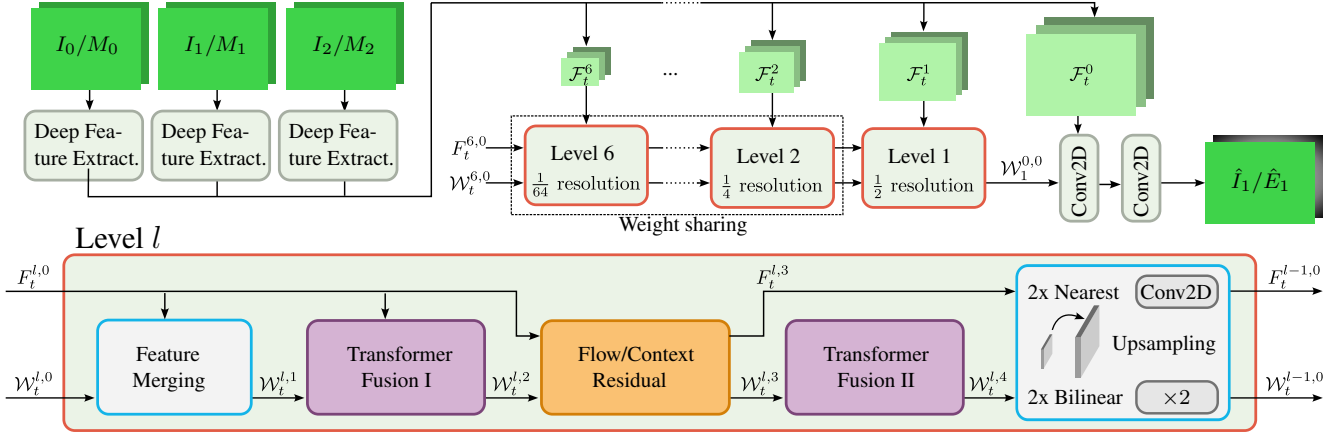 I_0/M_0 I_1/M_1 I_2/M_2
Deep Fea-
ture Extract.
Deep Fea-
ture Extract.
Deep Fea-
ture Extract.
ℱ_t^6 ... ℱ_t^2 ℱ_t^1 ℱ_t^0
F_t^{6,0}
𝒲_t^{6,0}
Level 6
1/64 resolution
Level 2
1/4 resolution
Level 1
1/2 resolution
𝒲_1^{0,0}
Conv2D
Conv2D
Î_1/Ê_1
Weight sharing
Level l
F_t^{l,0}
F_t^{l,3}
F_t^{l-1,0}
𝒲_t^{l,0}
Feature
Merging
𝒲_t^{l,1}
Transformer
Fusion I
𝒲_t^{l,2}
Flow/Context
Residual
𝒲_t^{l,3}
Transformer
Fusion II
𝒲_t^{l,4}
2x Nearest Conv2D
Upsampling
2x Bilinear ×2
𝒲_t^{l-1,0}